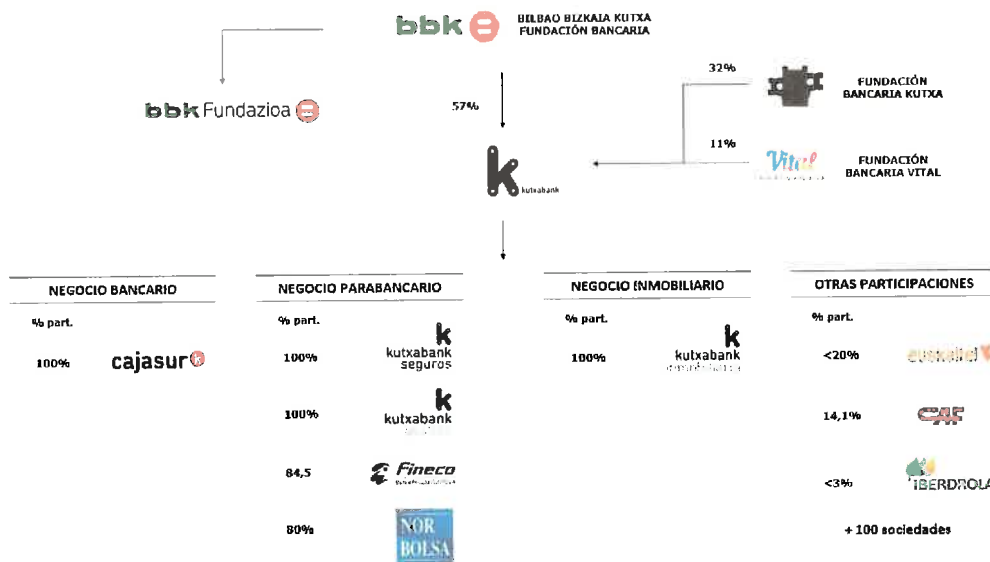 bbk
BILBAO BIZKAIA KUTXA
FUNDACIÓN BANCARIA
bbk Fundazioa
57%
32%
FUNDACIÓN
BANCARIA KUTXA
11%
Vital
FUNDACIÓN
BANCARIA VITAL
k
kutxabank
NEGOCIO BANCARIO
% part.
100%
cajasur k
NEGOCIO PARABANCARIO
% part.
100%
k
kutxabank
seguros
100%
k
kutxabank
84,5
Fineco
80%
NOR
BOLSA
NEGOCIO INMOBILIARIO
% part.
100%
k
kutxabank
OTRAS PARTICIPACIONES
% part.
<20%
euskaltel
14,1%
CAF
<3%
IBERDROLA
+ 100 sociedades